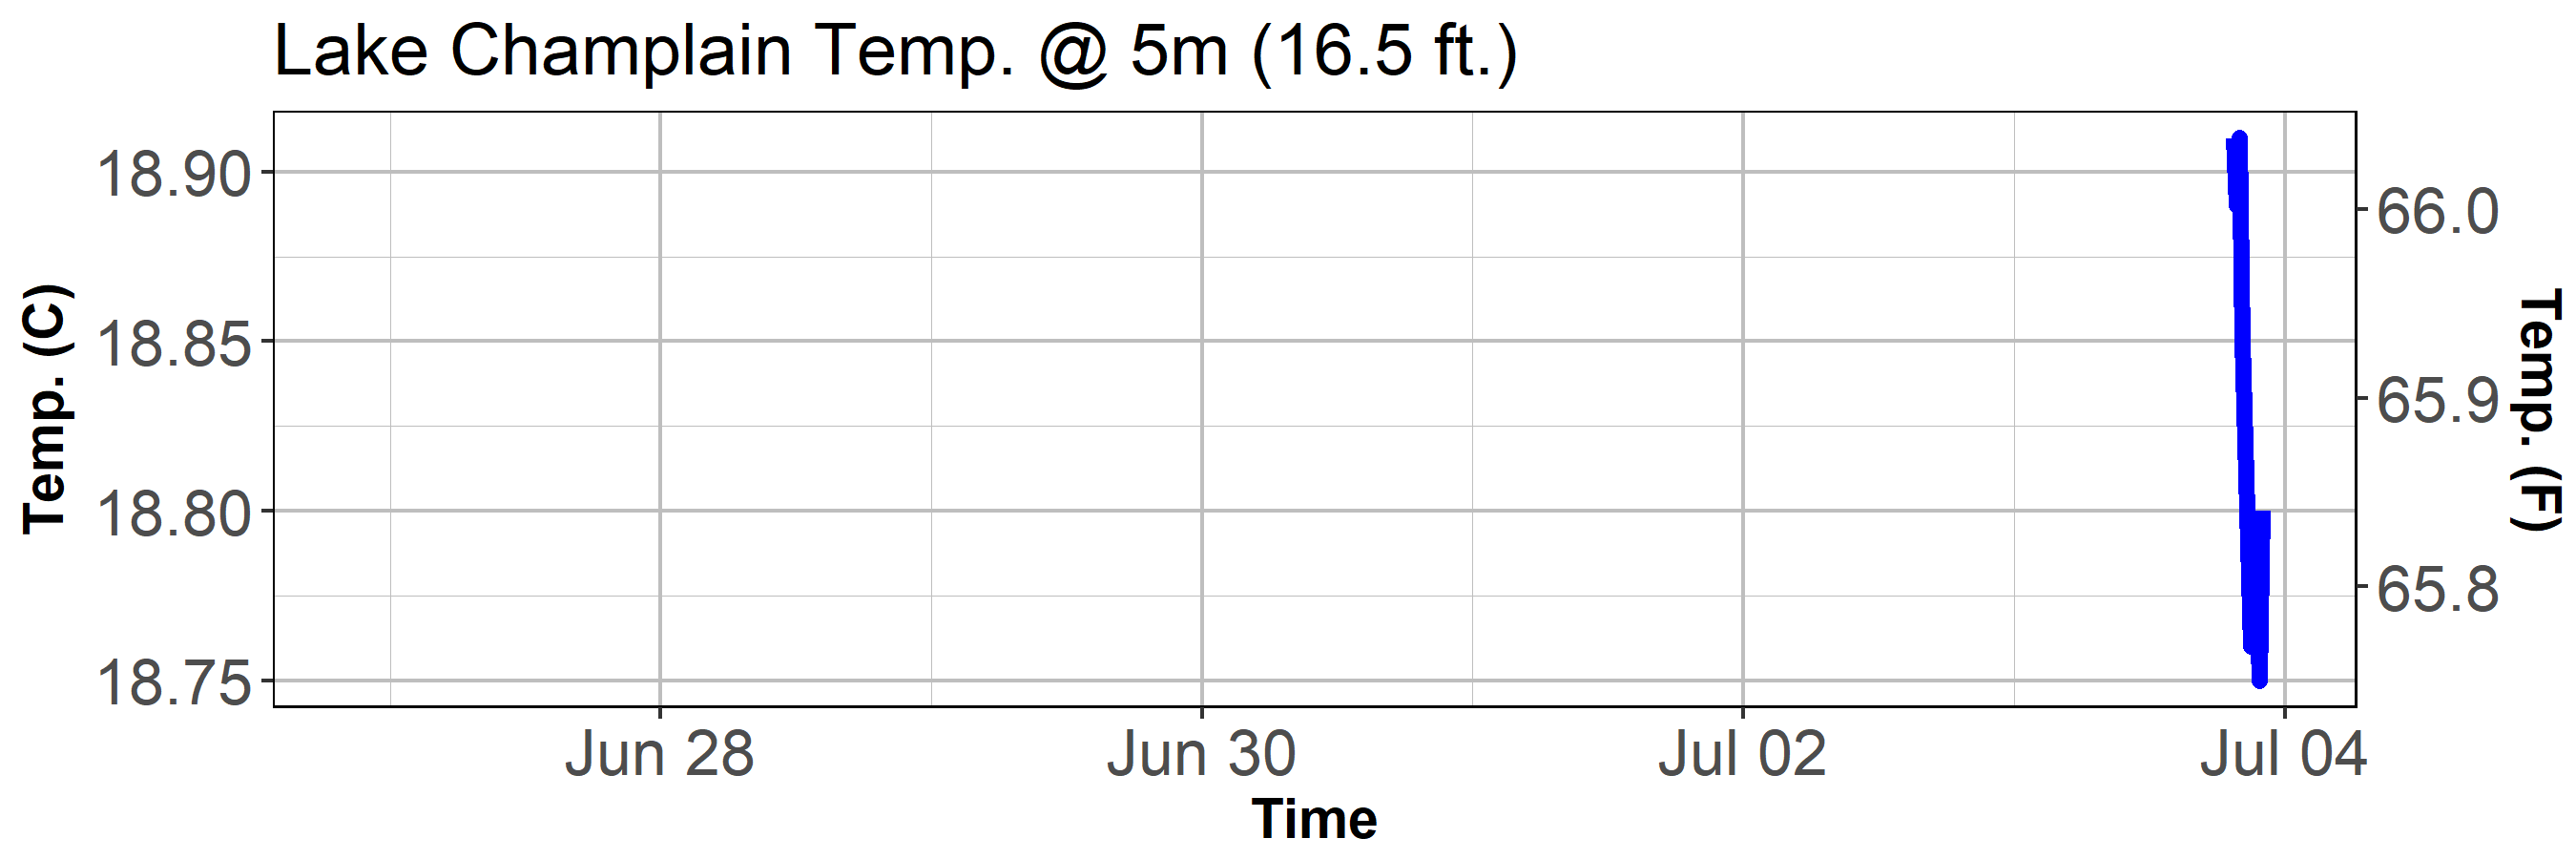 Lake Champlain Temp. @ 5m (16.5 ft.)
Temp. (C)
18.90
18.85
18.80
18.75
66.0
65.9
65.8
Temp. (F)
Jun 28
Jun 30
Jul 02
Jul 04
Time